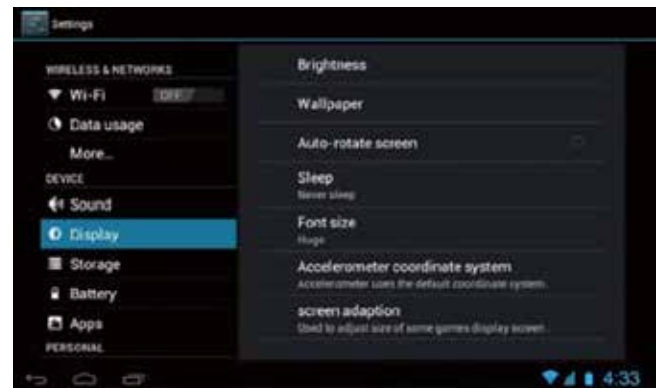 Settings
WIRELESS & NETWORKS
Wi-Fi OFF
Data usage
More...
DEVICE
Sound
Display
Storage
Battery
Apps
PERSONAL
Brightness
Wallpaper
Auto-rotate screen
Sleep
Never sleep
Font size
Huge
Accelerometer coordinate system
Accelerometer uses the default coordinate system.
screen adaption
Used to adjust size of some games display screen.
4:33